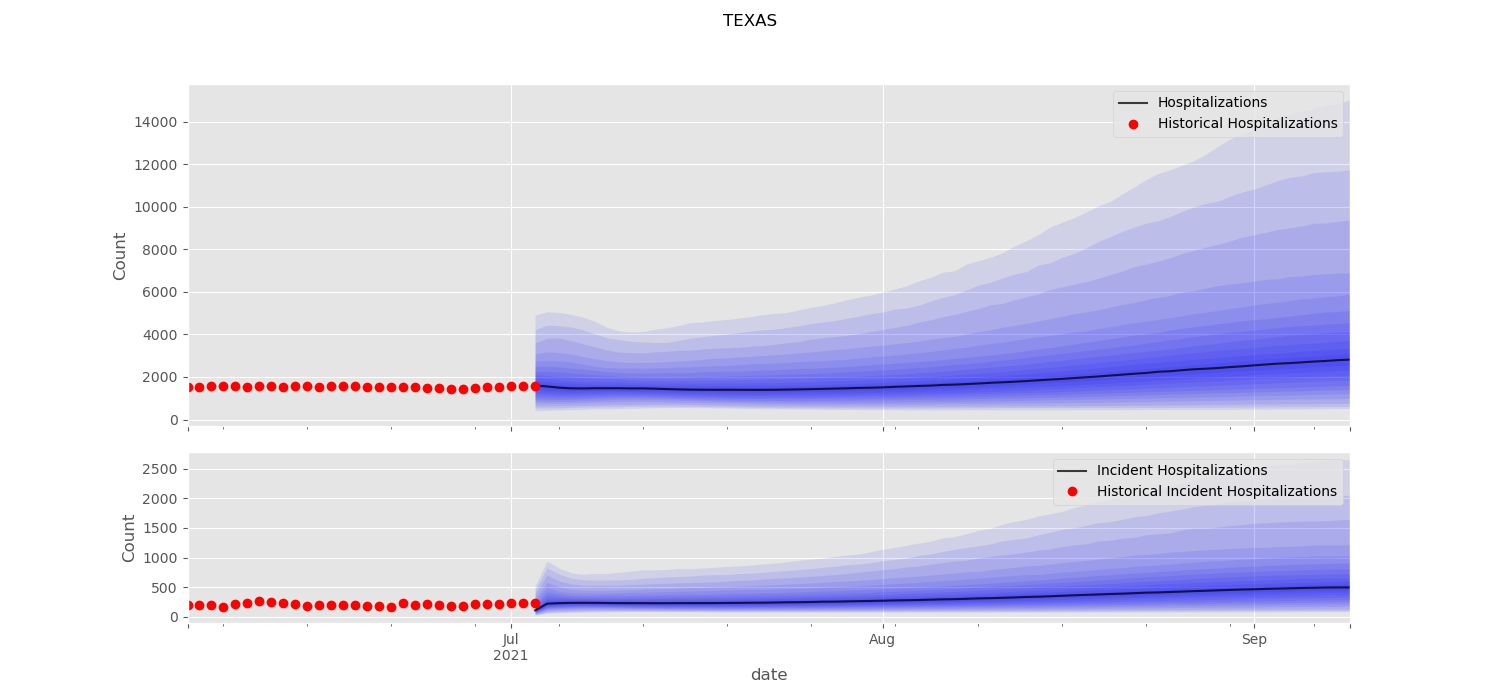 TEXAS
14000
12000
10000
8000
6000
4000
2000
0
Count
Hospitalizations
Historical Hospitalizations
2500
2000
1500
1000
500
0
Count
Incident Hospitalizations
Historical Incident Hospitalizations
Jul
2021
Aug
Sep
date